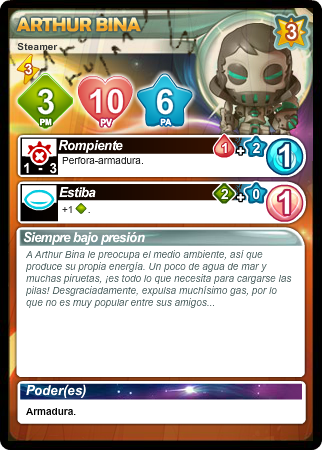 ARTHUR BINA
3
Steamer
3
3
PM
10
PV
6
PA
Rompiente
Perfora-armadura.
1 - 3
1 + 2
1
Estiba
+1
2 + 0
1
Siempre bajo presión
A Arthur Bina le preocupa el medio ambiente, así que
produce su propia energía. Un poco de agua de mar y
muchas piruetas, ¡es todo lo que necesita para cargarse las
pilas! Desgraciadamente, expulsa muchísimo gas, por lo
que no es muy popular entre sus amigos...
Poder(es)
Armadura.